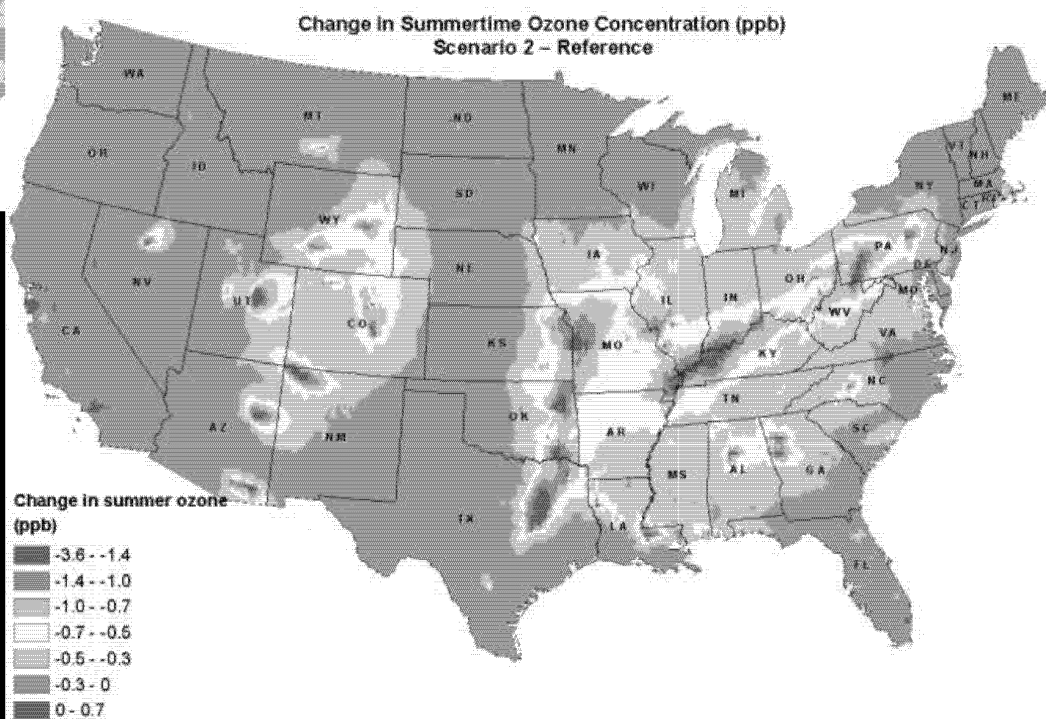 Change in Summertime Ozone Concentration (ppb)
Scenario 2 – Reference
WA
MT
ND
ME
OR
ID
MN
VT
NH
SD
WI
MI
NY
MA
CT
RI
WY
IA
PA
NJ
NV
NE
OH
DE
UT
IL
IN
MD
CA
CO
WV
KS
MO
VA
KY
NC
TN
OK
AZ
NM
AR
SC
MS
AL
GA
TX
LA
FL
Change in summer ozone
(ppb)
-3.6 - -1.4
-1.4 - -1.0
-1.0 - -0.7
-0.7 - -0.5
-0.5 - -0.3
-0.3 - 0
0 - 0.7